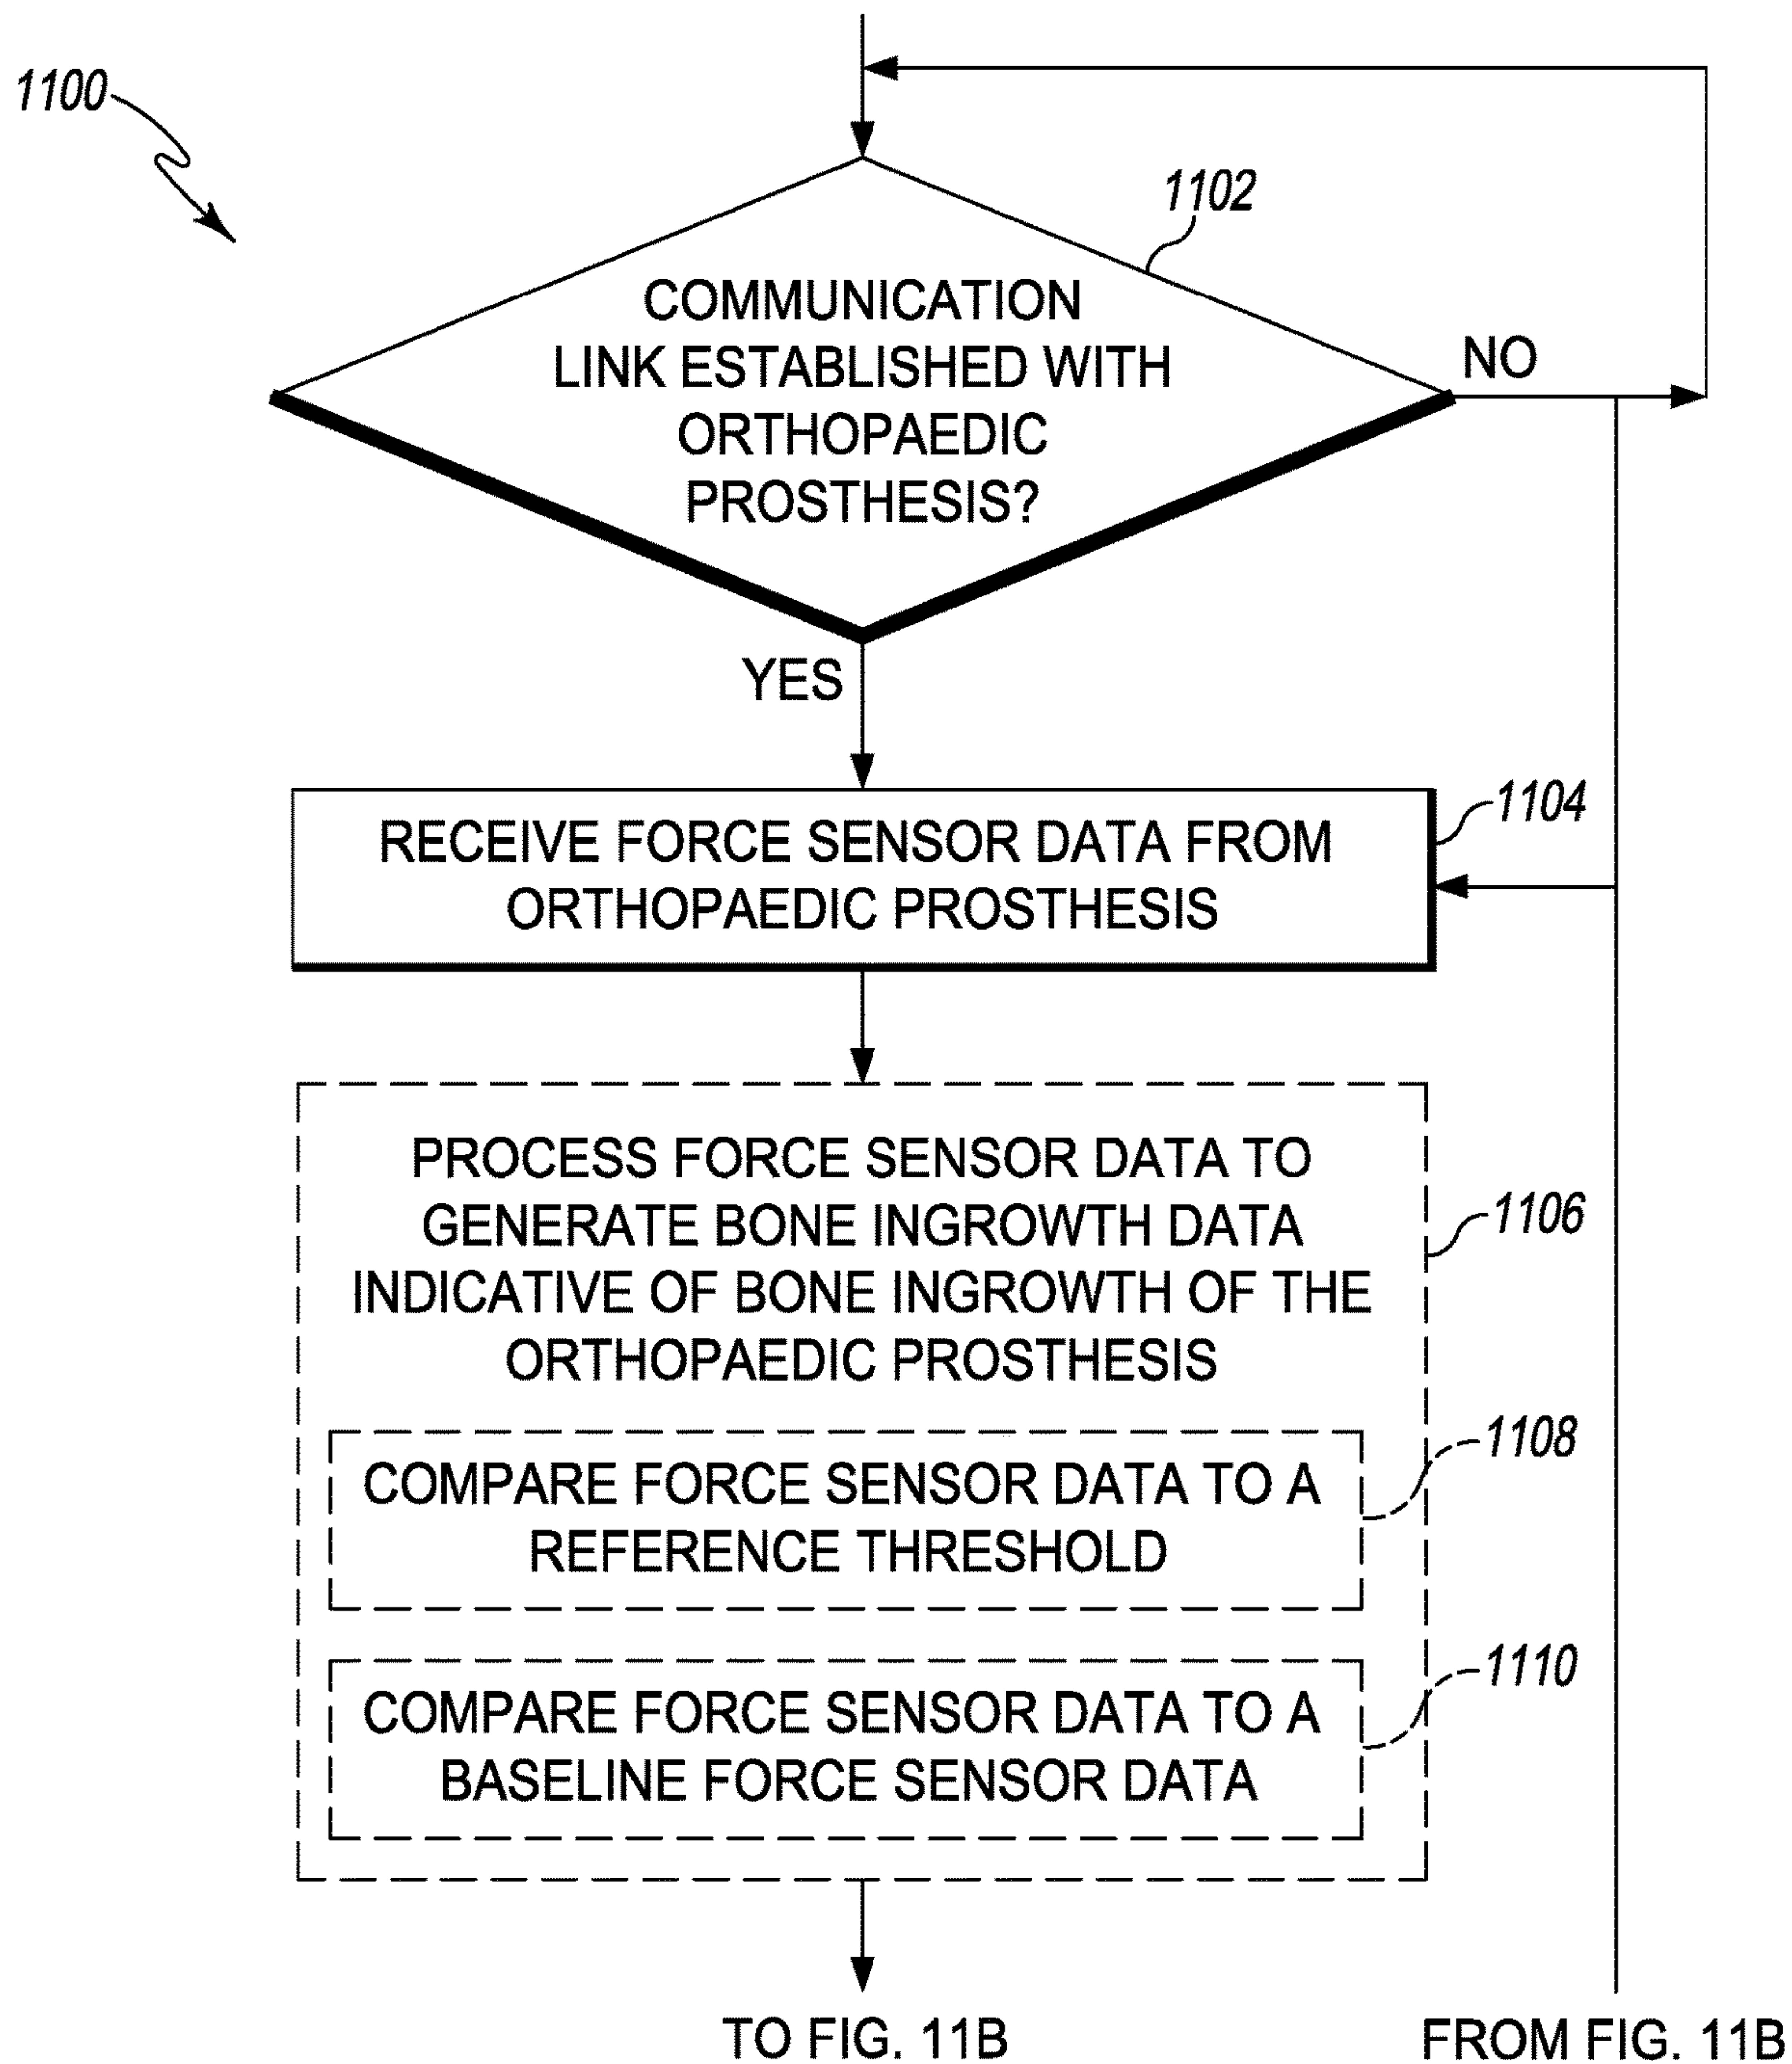 1100
1102
COMMUNICATION
LINK ESTABLISHED WITH
ORTHOPAEDIC
PROSTHESIS?
NO
YES
1104
RECEIVE FORCE SENSOR DATA FROM
ORTHOPAEDIC PROSTHESIS
PROCESS FORCE SENSOR DATA TO
GENERATE BONE INGROWTH DATA
INDICATIVE OF BONE INGROWTH OF THE
ORTHOPAEDIC PROSTHESIS
1106
COMPARE FORCE SENSOR DATA TO A
REFERENCE THRESHOLD
1108
COMPARE FORCE SENSOR DATA TO A
BASELINE FORCE SENSOR DATA
1110
TO FIG. 11B
FROM FIG. 11B